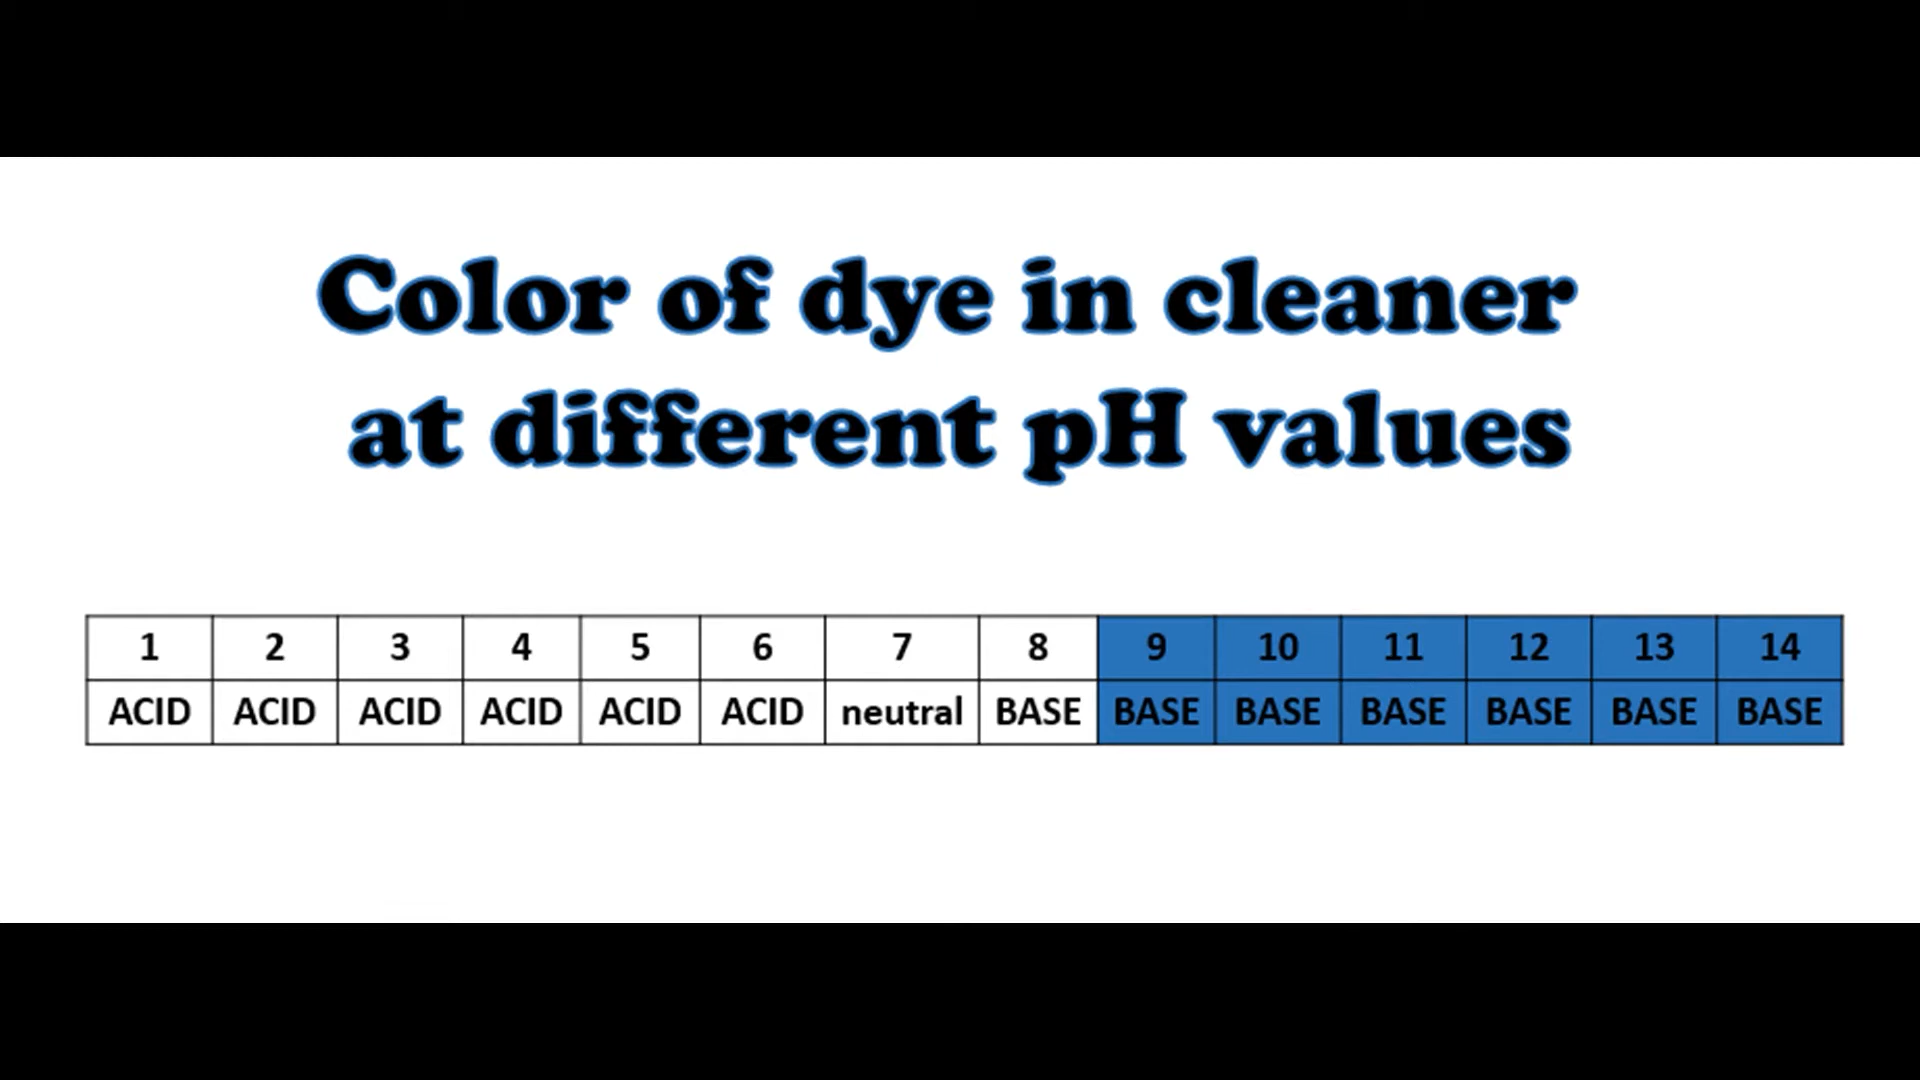 Color of dye in cleaner
at different pH values
1 2 3 4 5 6 7 8 9 10 11 12 13 14
ACID ACID ACID ACID ACID ACID neutral BASE BASE BASE BASE BASE BASE BASE